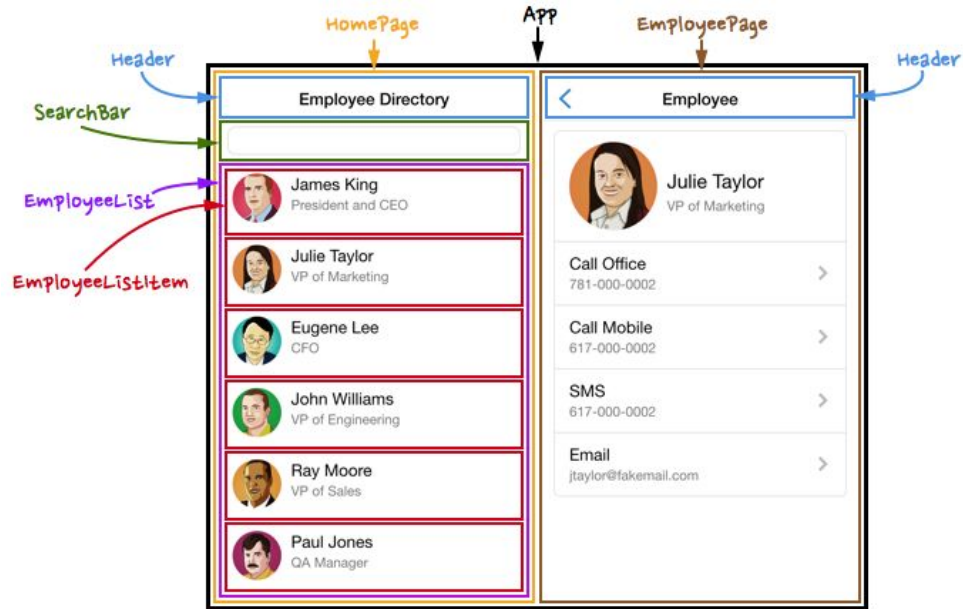 App
HomePage
EmployeePage
Header
Header
SearchBar
EmployeeList
EmployeeListItem
Employee Directory
James King
President and CEO
Julie Taylor
VP of Marketing
Eugene Lee
CFO
John Williams
VP of Engineering
Ray Moore
VP of Sales
Paul Jones
QA Manager
Employee
Julie Taylor
VP of Marketing
Call Office
781-000-0002
Call Mobile
617-000-0002
SMS
617-000-0002
Email
jtaylor@fakemail.com